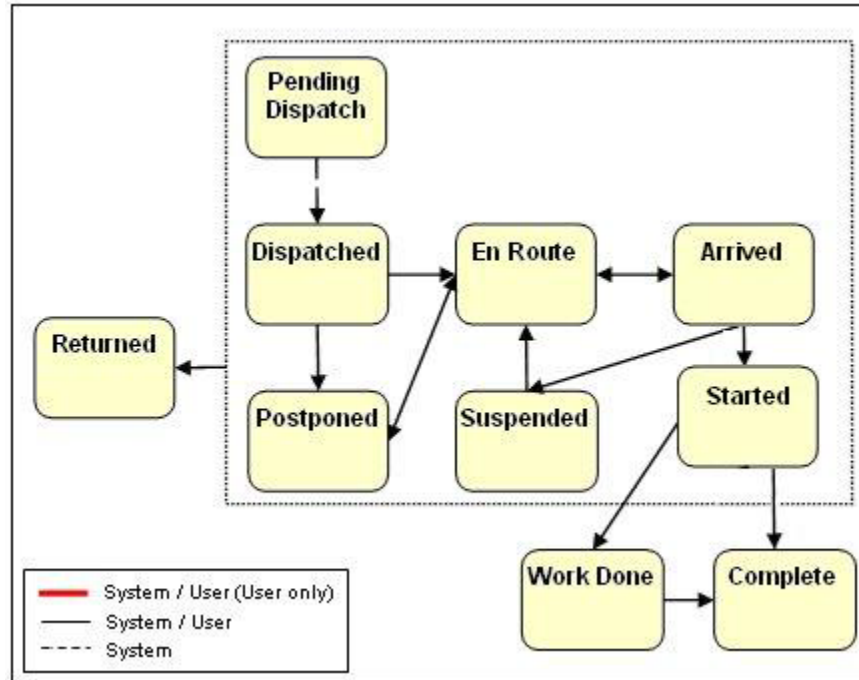 Pending
Dispatch
Dispatched
En Route
Arrived
Returned
Postponed
Suspended
Started
Work Done
Complete
System / User (User only)
System / User
System